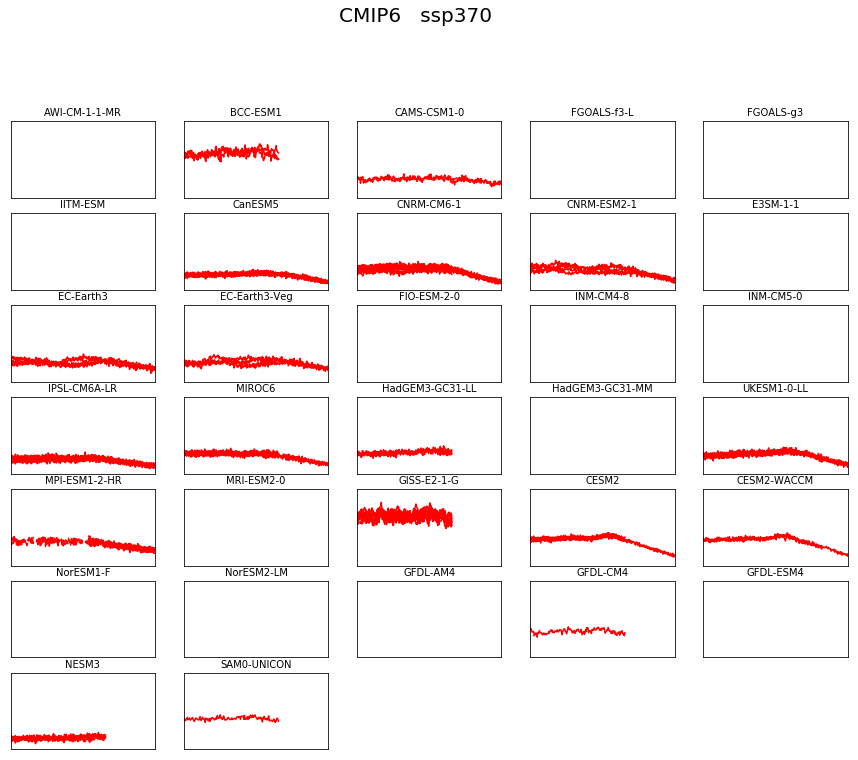 CMIP6   ssp370
AWI-CM-1-1-MR BCC-ESM1 CAMS-CSM1-0 FGOALS-f3-L FGOALS-g3
IITM-ESM CanESM5 CNRM-CM6-1 CNRM-ESM2-1 E3SM-1-1
EC-Earth3 EC-Earth3-Veg FIO-ESM-2-0 INM-CM4-8 INM-CM5-0
IPSL-CM6A-LR MIROC6 HadGEM3-GC31-LL HadGEM3-GC31-MM UKESM1-0-LL
MPI-ESM1-2-HR MRI-ESM2-0 GISS-E2-1-G CESM2 CESM2-WACCM
NorESM1-F NorESM2-LM GFDL-AM4 GFDL-CM4 GFDL-ESM4
NESM3 SAM0-UNICON